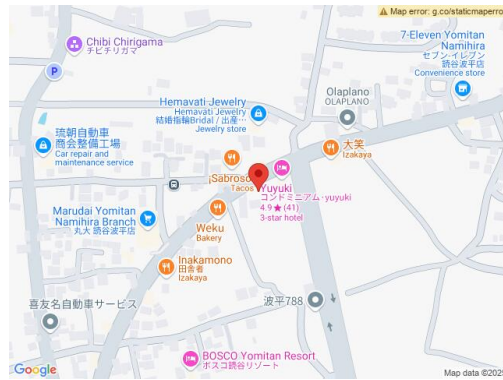 Map error: g.co/staticmaperro
Chibi Chirigama
チビチリガマ
P
7-Eleven Yomitan
Namihira
セブン-イレブン
読谷波平店
Convenience store
Hemavati Jewelry
Hemavati Jewelry
結婚指輪Bridal / 出産…
Jewelry store
Olaplano
OLAPLANO
琉朝自動車
商会整備工場
Car repair and
maintenance service
大笑
Izakaya
¡Sabroso
Tacos
Yuyuki
コンドミニアム·yuyuki
4.9★(41)
3-star hotel
Marudai Yomitan
Namihira Branch
丸大 読谷波平店
Weku
Bakery
Inakamono
田舎者
Izakaya
喜友名自動車サービス
波平788
BOSCO Yomitan Resort
ボスコ読谷リゾート
Google
Map data ©2025